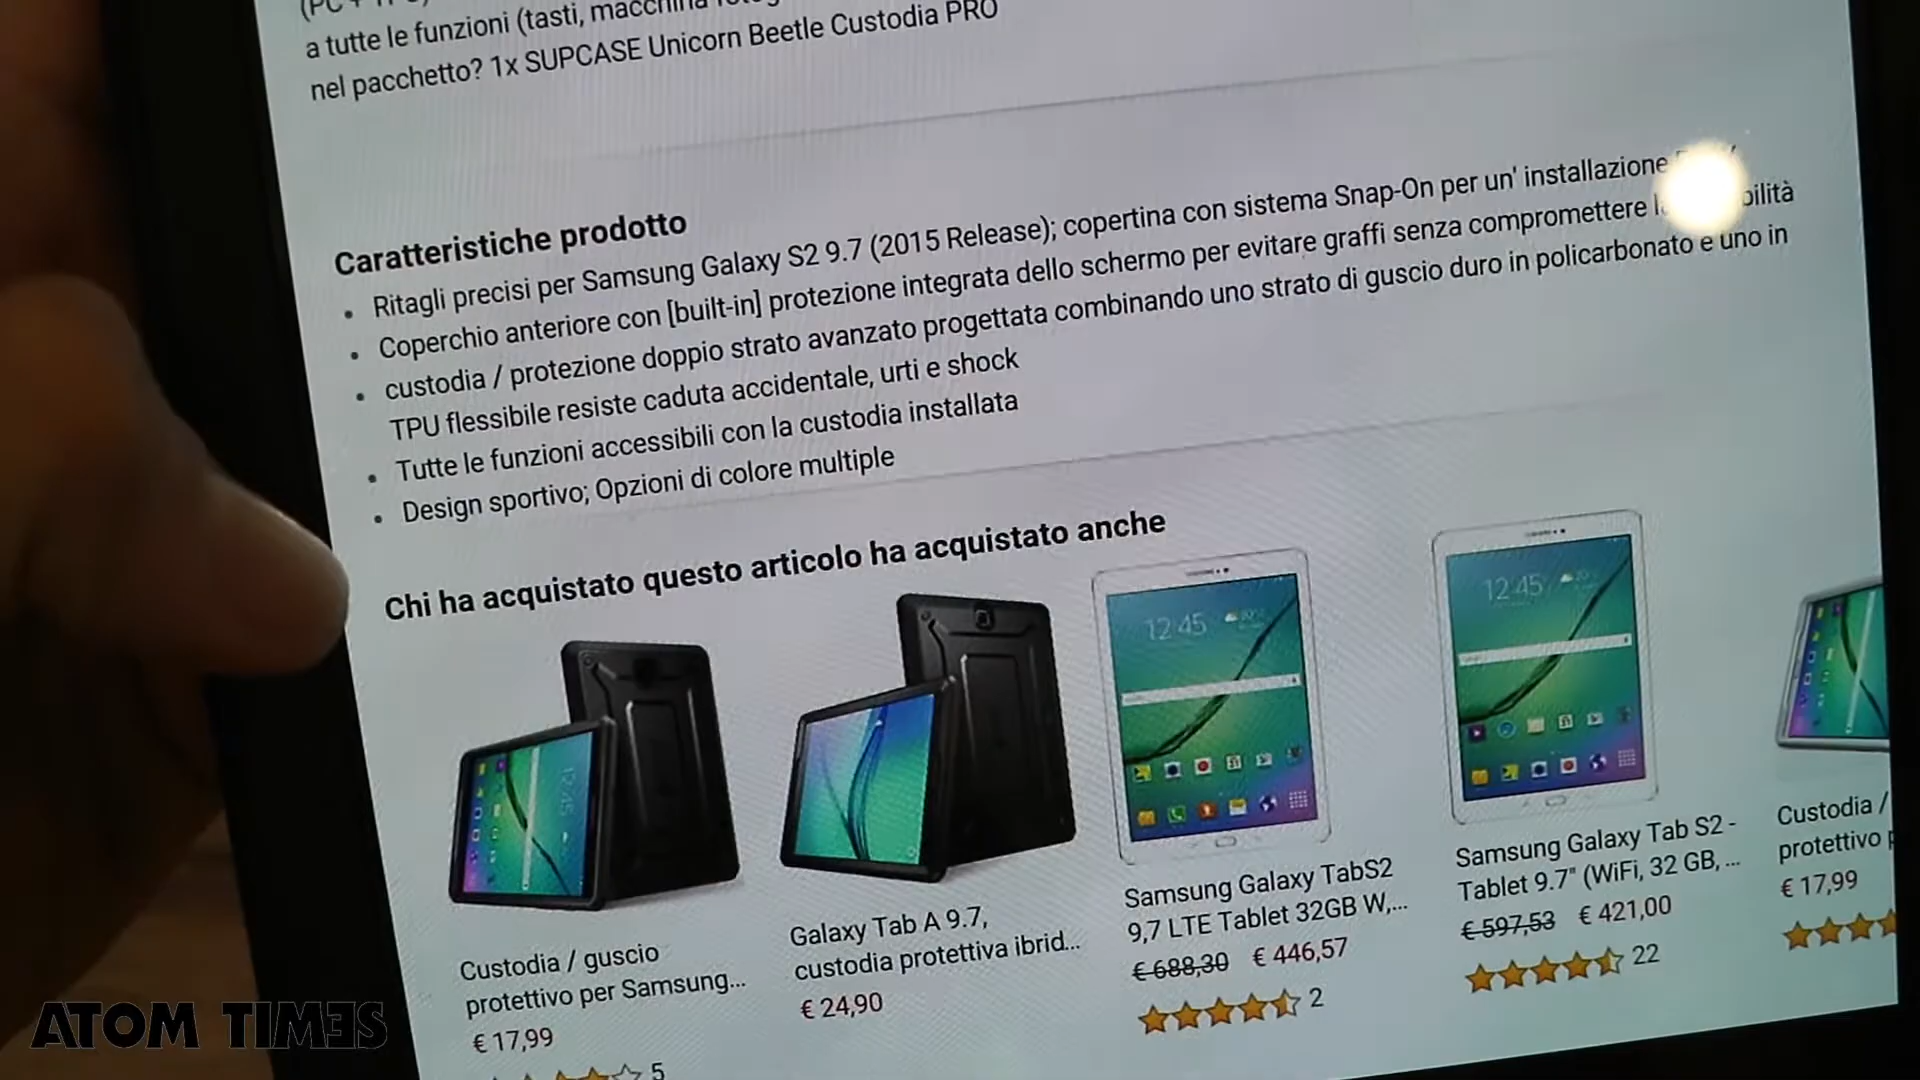 (PC +
a tutte le funzioni (tasti, macchina
nel pacchetto? 1x SUPCASE Unicorn Beetle Custodia PRO
Caratteristiche prodotto
• Ritagli precisi per Samsung Galaxy S2 9.7 (2015 Release); copertina con sistema Snap-On per un' installazione
• Coperchio anteriore con [built-in] protezione integrata dello schermo per evitare graffi senza compromettere
• custodia / protezione doppio strato avanzato progettata combinando uno strato di guscio duro in policarbonato e uno in
TPU flessibile resiste caduta accidentale, urti e shock
• Tutte le funzioni accessibili con la custodia installata
• Design sportivo; Opzioni di colore multiple
Chi ha acquistato questo articolo ha acquistato anche
12:45
12:45
Custodia / guscio
protettivo per Samsung...
€ 17,99
5
Galaxy Tab A 9.7,
custodia protettiva ibrid...
€ 24,90
Samsung Galaxy TabS2
9,7 LTE Tablet 32GB W,...
€ 688,30 € 446,57
2
Samsung Galaxy Tab S2 -
Tablet 9.7" (WiFi, 32 GB, ...
€ 597,53 € 421,00
22
Custodia /
protettivo
€ 17,99
ATOM TIMES